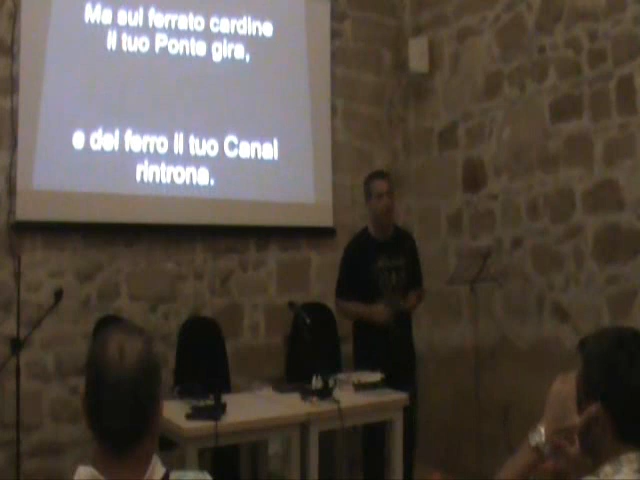 Ma sul ferrato cardine
il tuo Ponte gira,
e del ferro il tuo Canal
rintrona.